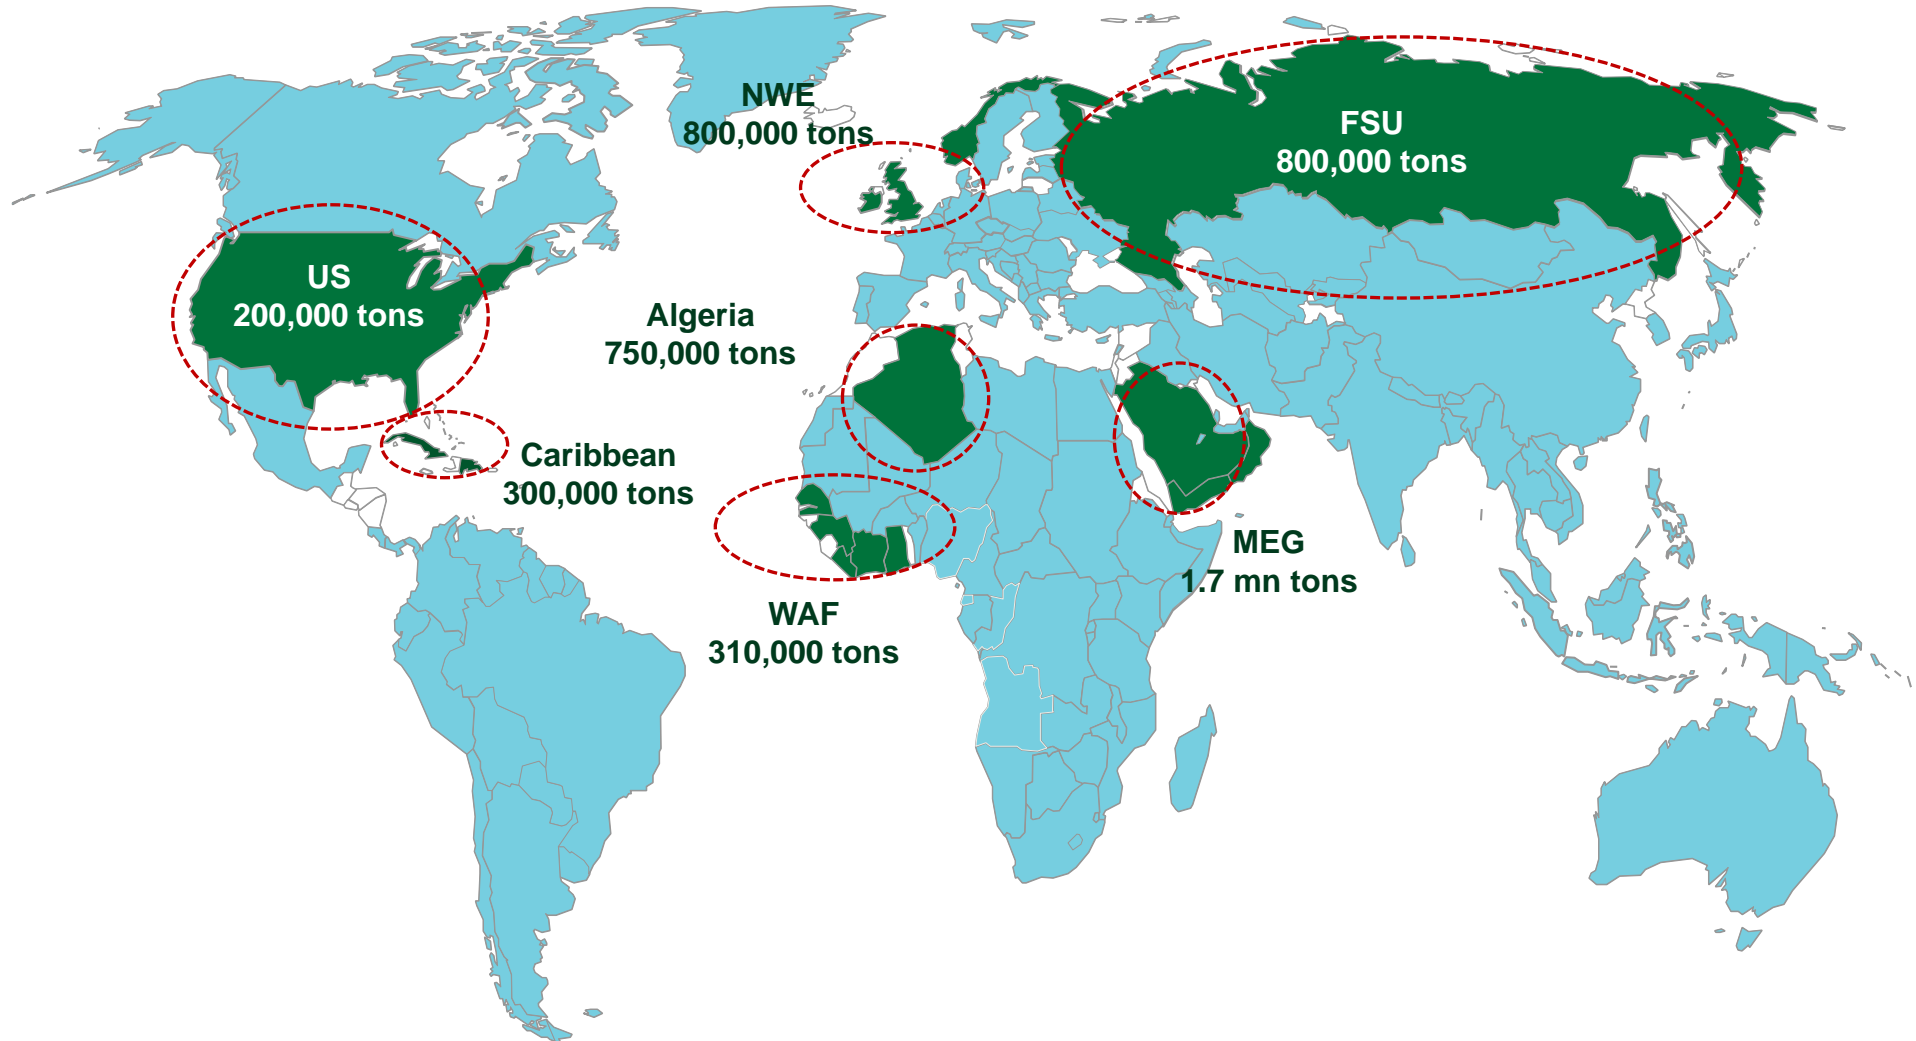 NWE
800,000 tons
FSU
800,000 tons
US
200,000 tons
Algeria
750,000 tons
Caribbean
300,000 tons
MEG
1.7 mn tons
WAF
310,000 tons